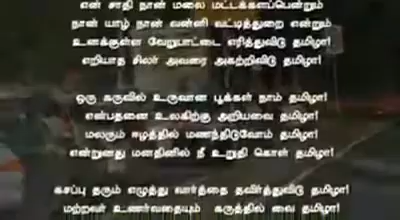 என் சாதி நான் மலை மட்டக்களப்பென்றும்
நான் யாழ் நான் வன்னி வட்டித்துறை என்றும்
உனக்குள்ள வேறுபாட்டை எரித்துவிடு தமிழா!
எறியாத சிலர் அவரை அகற்றிவிடு தமிழா!
ஒரு கருவில் உருவான பூக்கள் நாம் தமிழா!
என்பதனை உலகிற்கு அறியவை தமிழா!
மலரும் ஈழத்தில் மணந்திடுவோம் தமிழா!
என்றுனது மனதினில் நீ உறுதி கொள் தமிழா!
கசப்பு தரும் எழுத்து வார்த்தை தவிர்த்துவிடு தமிழா!
மற்றவர் உணர்வதையும் கருத்தில் வை தமிழா!